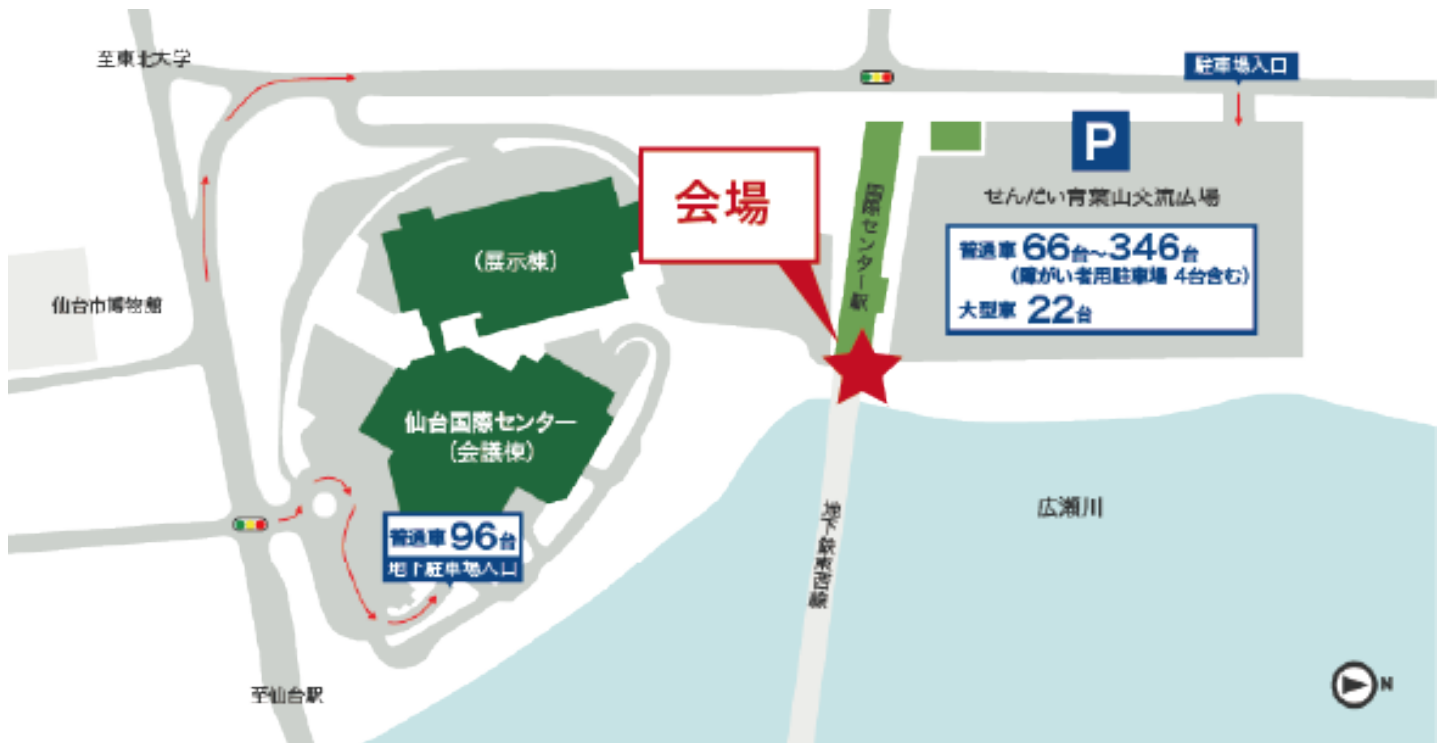 至東北大学
駐車場入口
P
会場
せんだい青葉山交流広場
国際センター駅
(展示棟)
普通車 66台~346台
(障がい者用駐車場 4台含む)
大型車 22台
仙台市博物館
仙台国際センター
(会議棟)
広瀬川
地下鉄東西線
普通車 96台
地下駐車場入口
至仙台駅
N